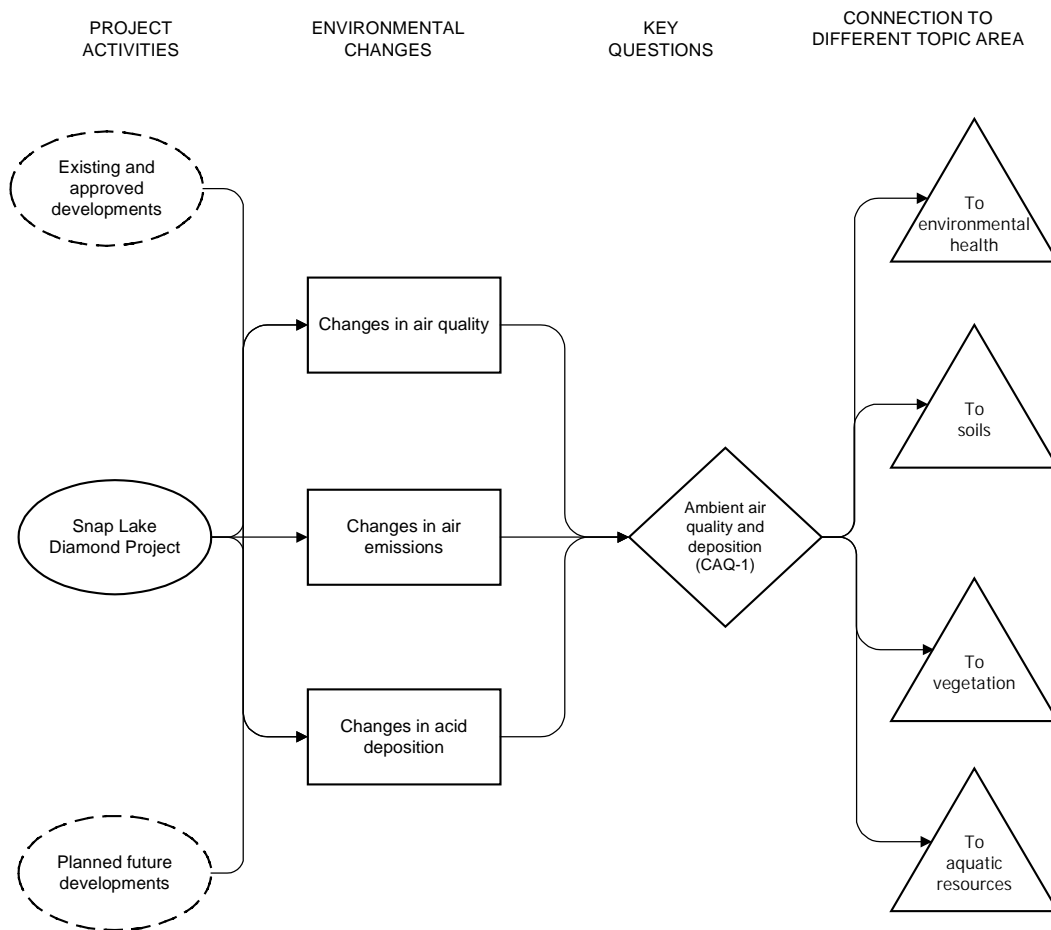 PROJECT
ACTIVITIES
ENVIRONMENTAL
CHANGES
KEY
QUESTIONS
CONNECTION TO
DIFFERENT TOPIC AREA
Existing and
approved
developments
Snap Lake
Diamond Project
Planned future
developments
Changes in air quality
Changes in air
emissions
Changes in acid
deposition
Ambient air
quality and
deposition
(CAQ-1)
To
environmental
health
To
soils
To
vegetation
To
aquatic
resources